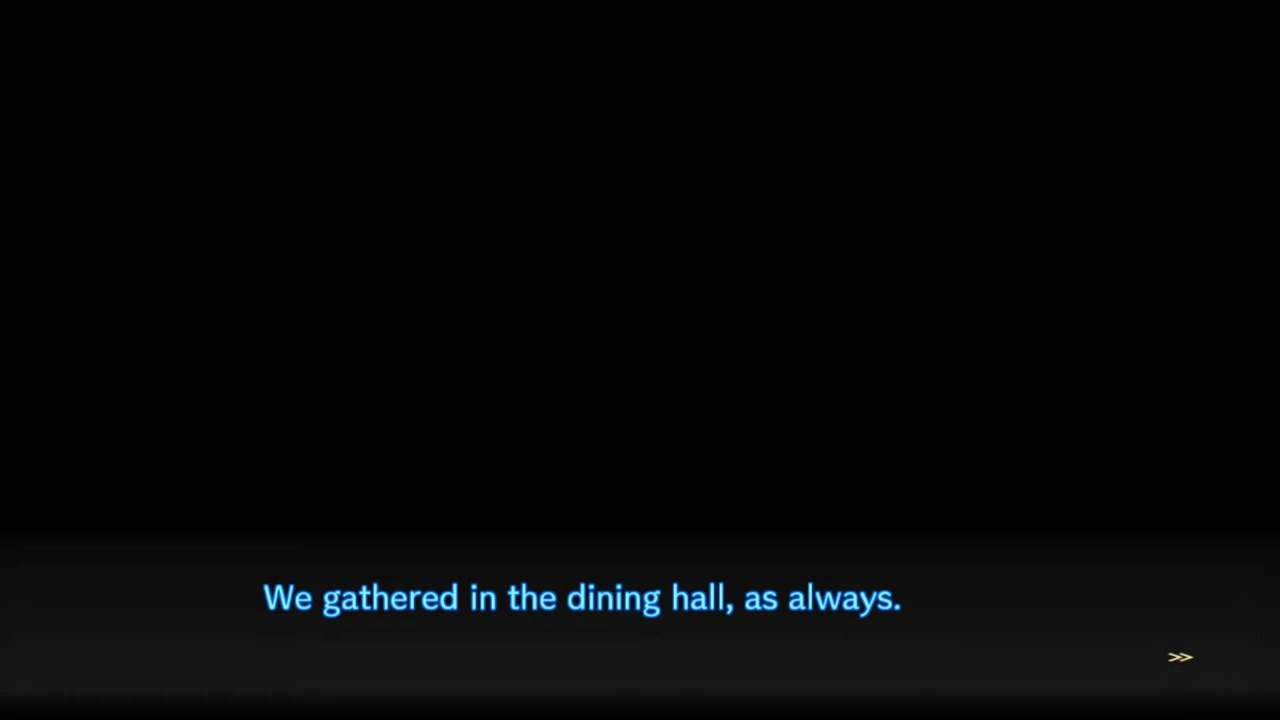 We gathered in the dining hall, as always.